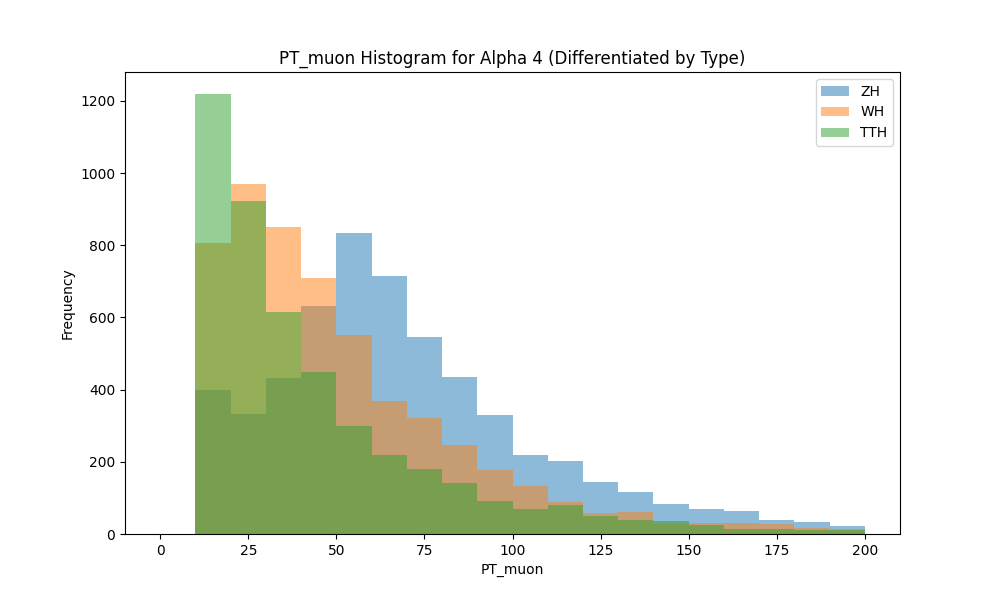 PT_muon Histogram for Alpha 4 (Differentiated by Type)
ZH
WH
TTH
1200
1000
800
600
400
200
0
Frequency
0 25 50 75 100 125 150 175 200
PT_muon